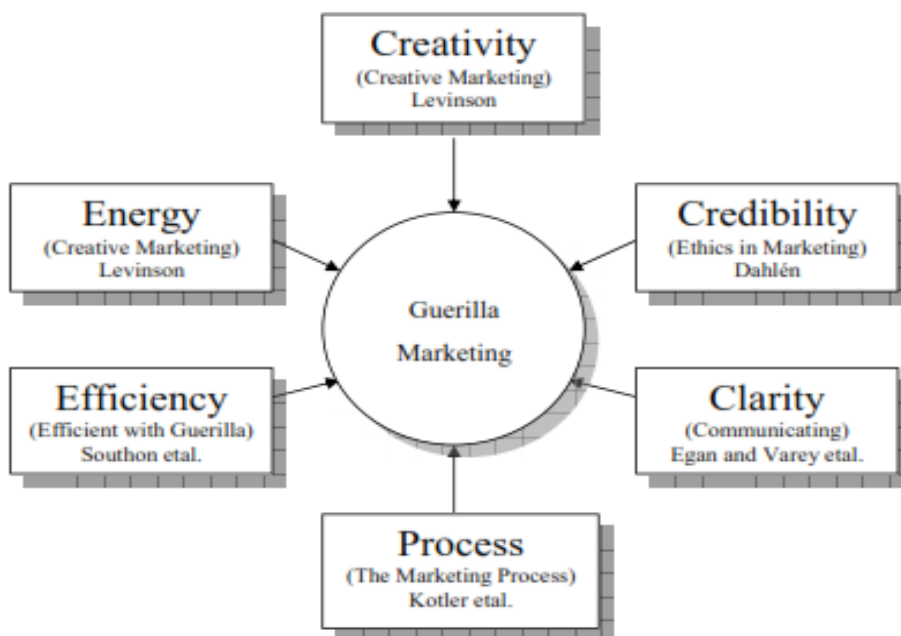 Creativity
(Creative Marketing)
Levinson
Energy
(Creative Marketing)
Levinson
Credibility
(Ethics in Marketing)
Dahlén
Guerilla
Marketing
Efficiency
(Efficient with Guerilla)
Southon etal.
Clarity
(Communicating)
Egan and Varey etal.
Process
(The Marketing Process)
Kotler etal.